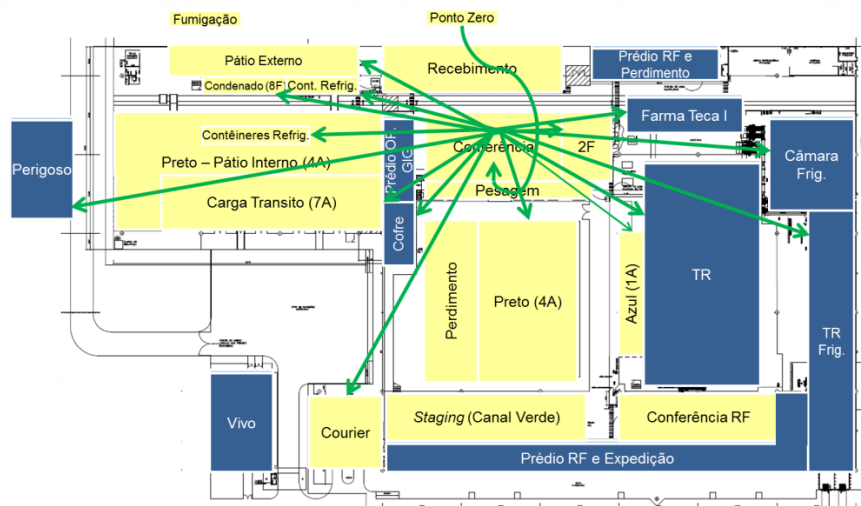 Fumigação
Ponto Zero
Pátio Externo
Recebimento
Prédio RF e
Perdimento
Condenado (8F)
Cont. Refrig.
Farma Teca I
Contêineres Refrig.
Prédio OF.
GIG
Conferência
2F
Câmara
Frig.
Perigoso
Preto – Pátio Interno (4A)
Pesagem
Carga Transito (7A)
Cofre
Perdimento
Preto (4A)
Azul (1A)
TR
TR
Frig.
Vivo
Courier
Staging (Canal Verde)
Conferência RF
Prédio RF e Expedição